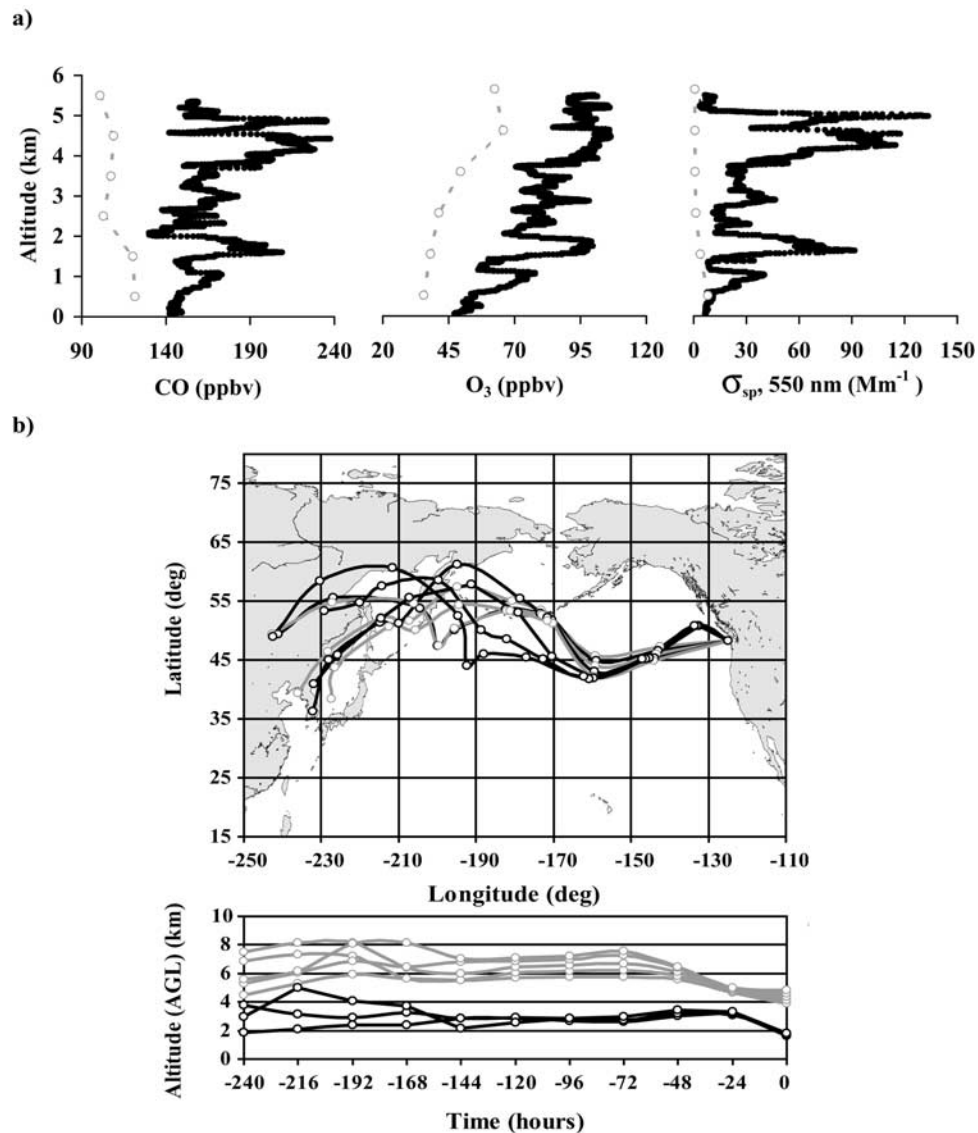 a)
6
5
4
3
2
1
0
Altitude (km)
90 140 190 240
20 70 120
0 30 60 90 120 150
CO (ppbv)
O3 (ppbv)
σsp, 550 nm (Mm-1)
b)
75
65
55
45
35
25
15
Latitude (deg)
-250 -230 -210 -190 -170 -150 -130 -110
Longitude (deg)
10
8
6
4
2
0
Altitude (AGL) (km)
-240 -216 -192 -168 -144 -120 -96 -72 -48 -24 0
Time (hours)